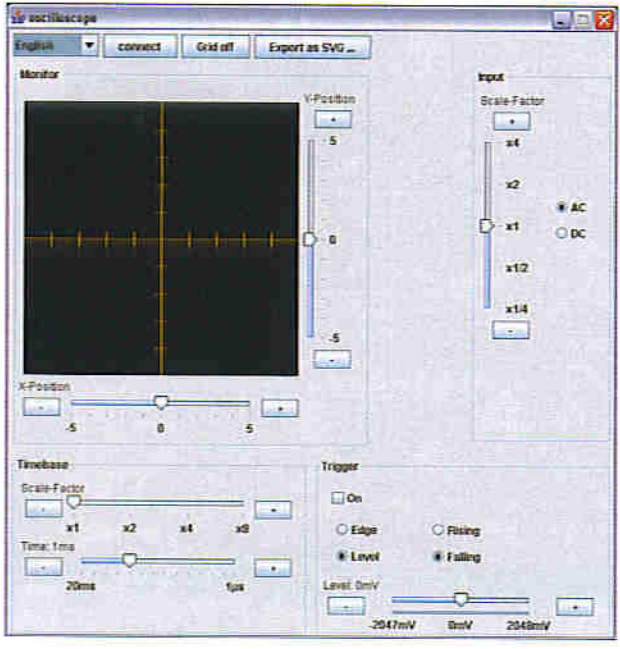 oscilloscope
English connect Grid off Export as SVG ...
Monitor
Y-Position
+
5
0
-5
-
X-Position
- +
-5 0 5
Input
Scale-Factor
+
x4
x2
x1
x1/2
x1/4
-
AC
DC
Timebase
Scale-Factor
- +
x1 x2 x4 x8
Time: 1ms
- +
20ms 1µs
Trigger
On
Edge Rising
Level Falling
Level: 0mV
- +
-2047mV 0mV 2048mV